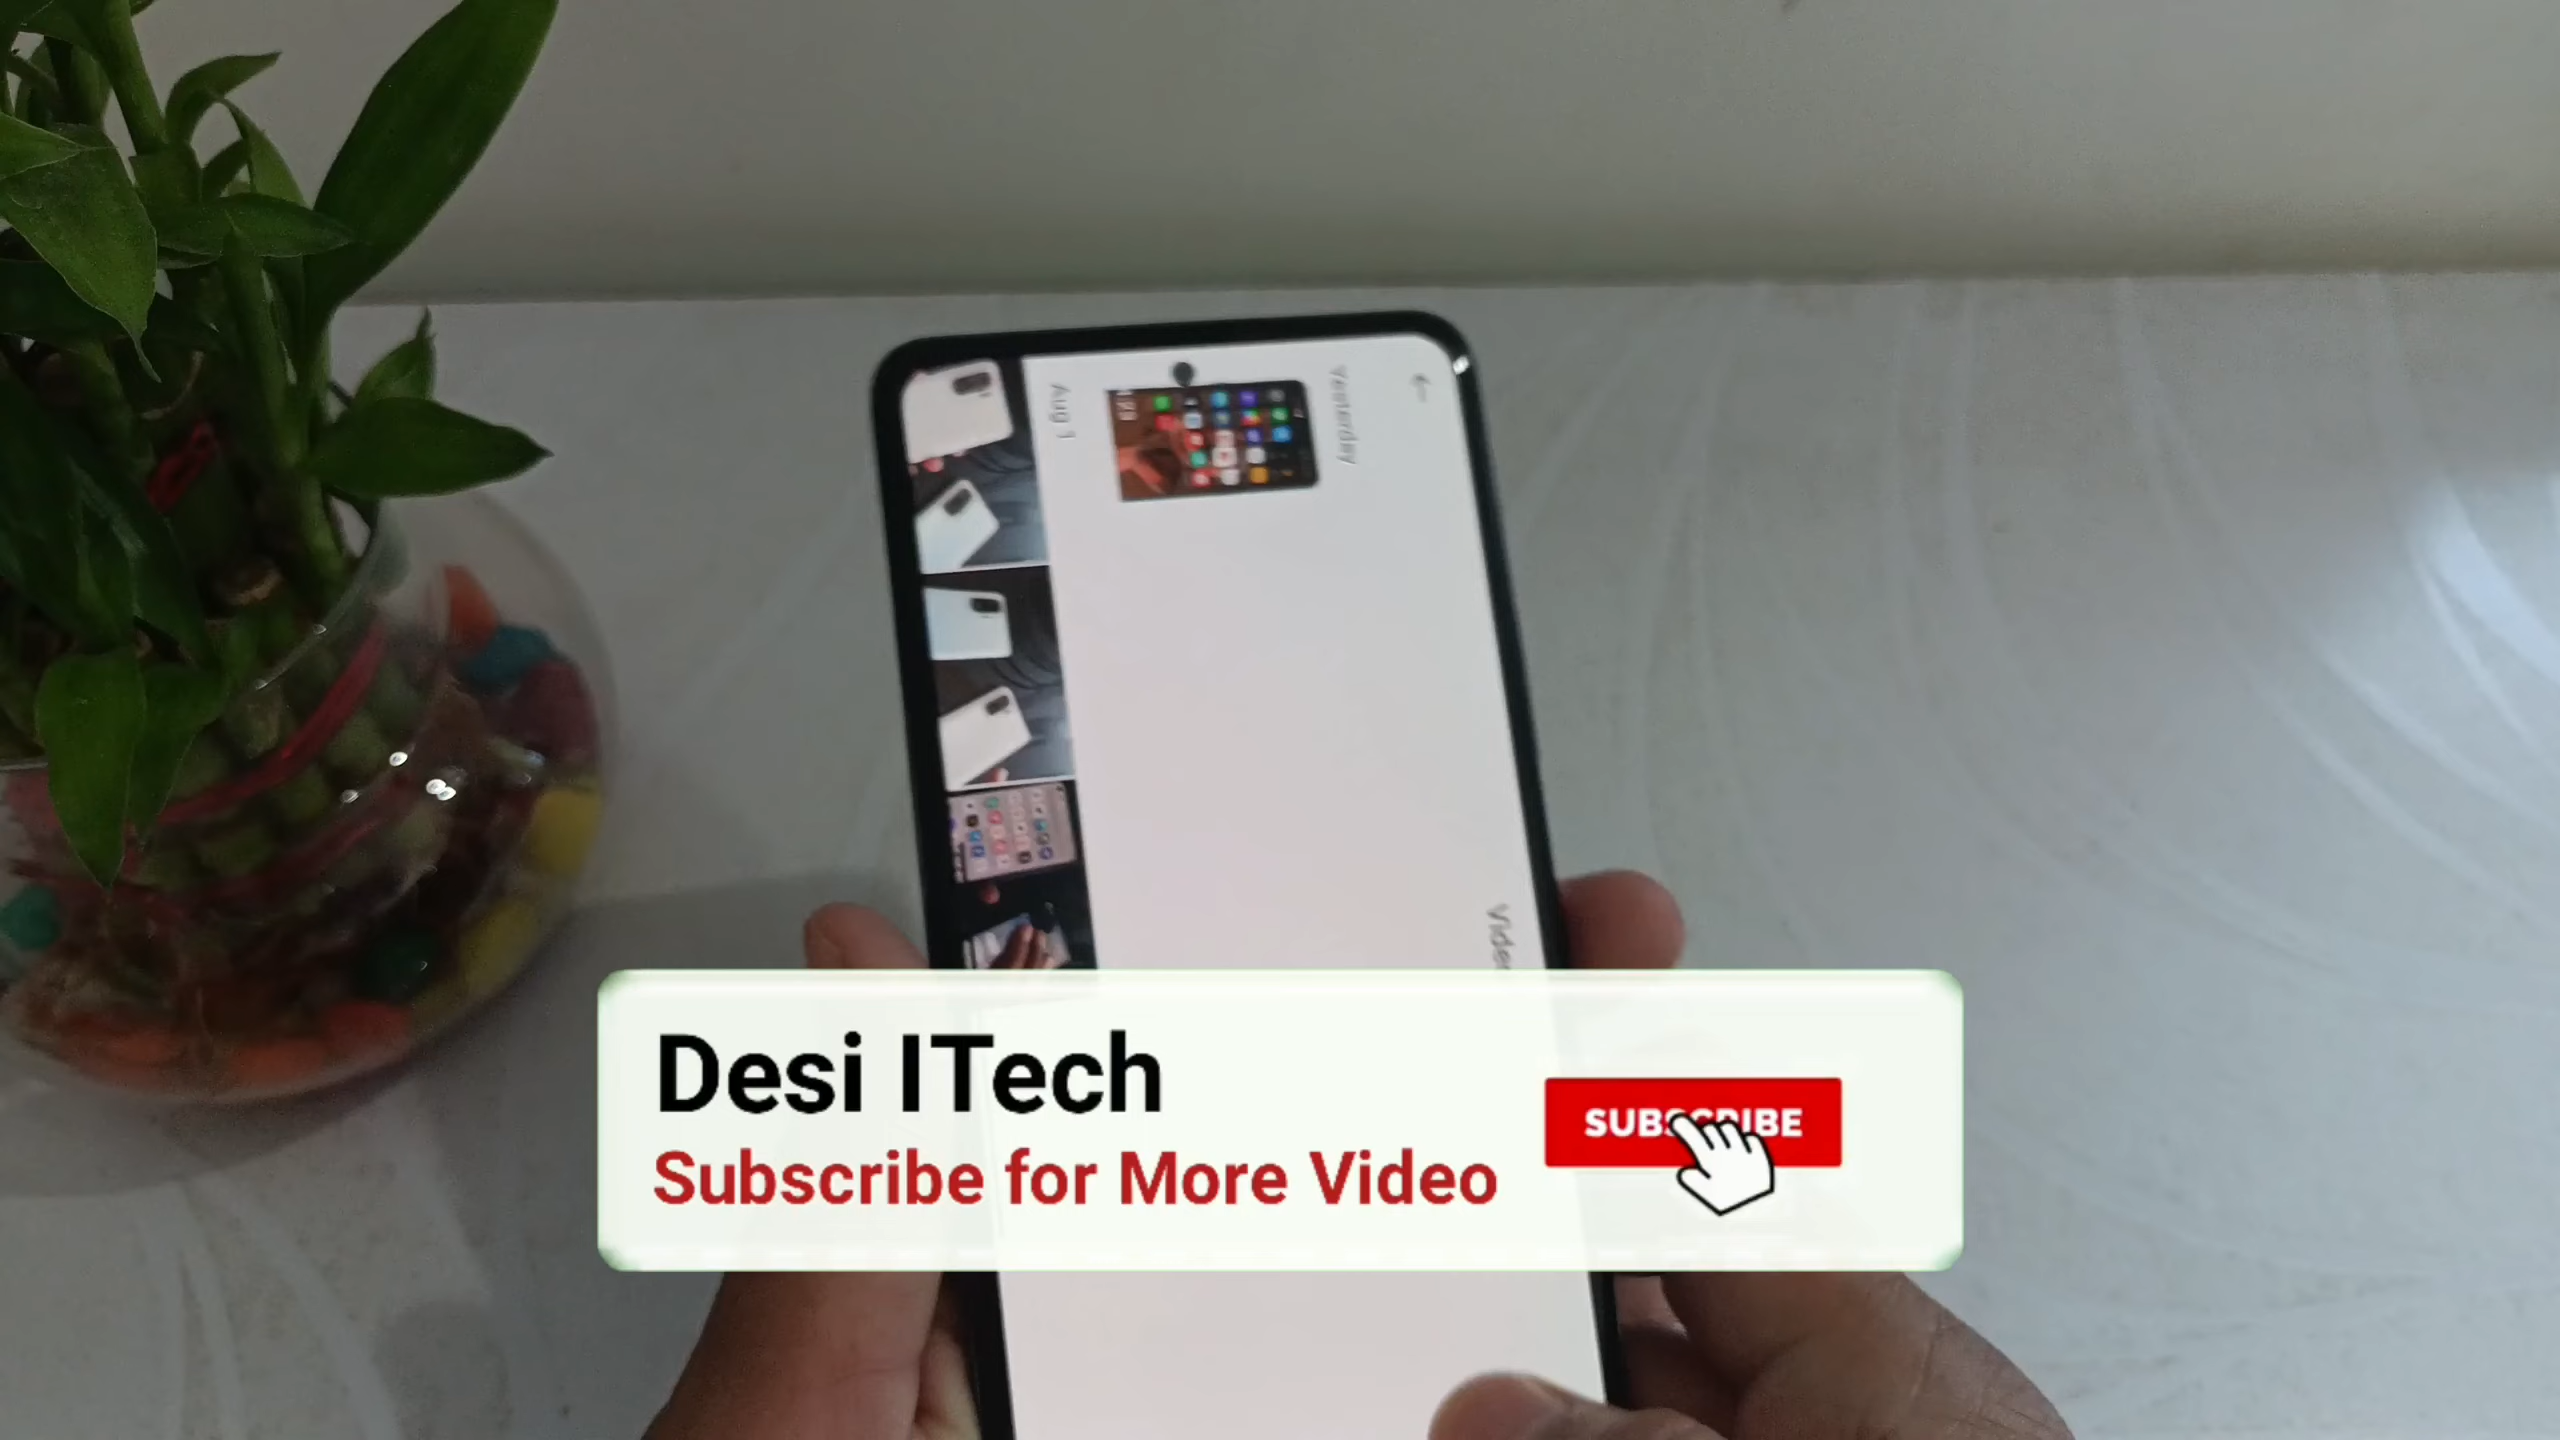 Yesterday
Aug 1
Desi ITech
Subscribe for More Video
SUBSCRIBE